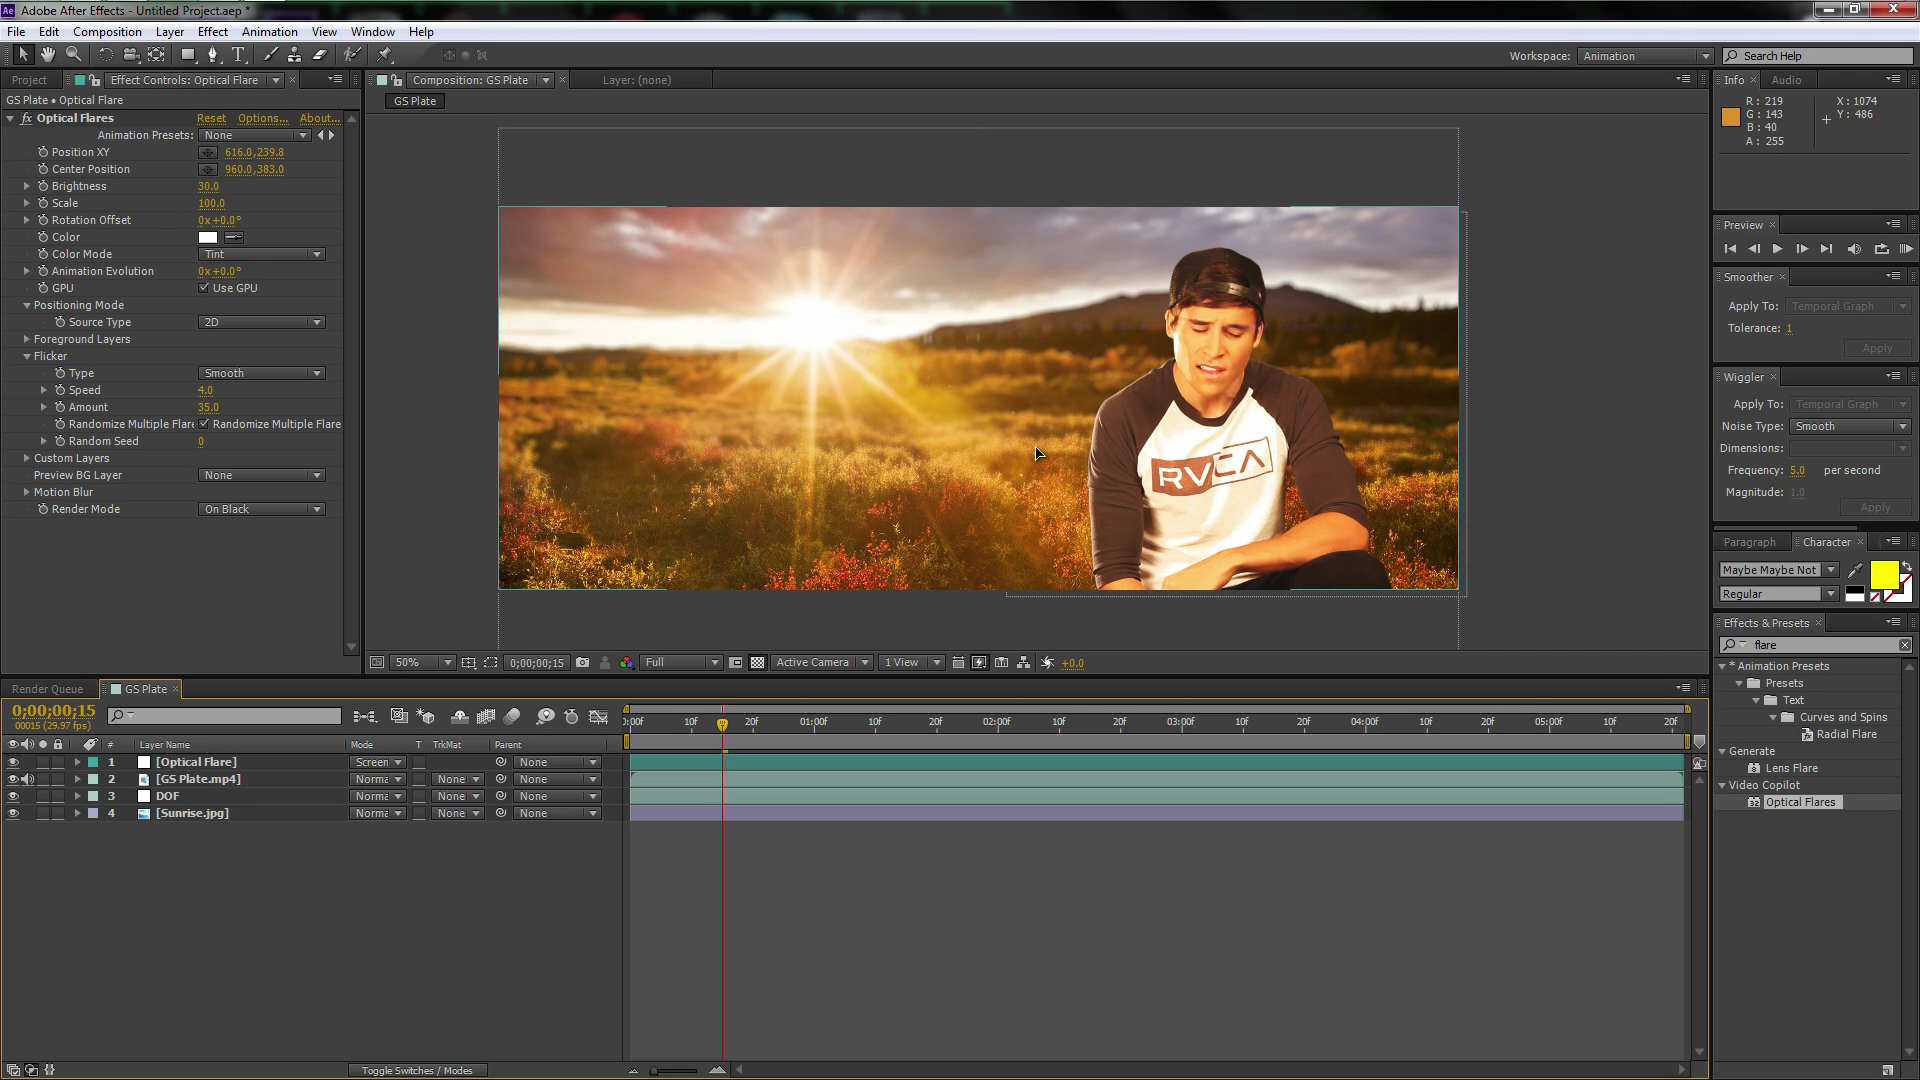 Adobe After Effects - Untitled Project.aep *
File Edit Composition Layer Effect Animation View Window Help
Workspace: Animation Search Help
Project Effect Controls: Optical Flare
GS Plate • Optical Flare
fx Optical Flares Reset Options... About...
Animation Presets: None
Position XY 616.0,239.8
Center Position 960.0,383.0
Brightness 30.0
Scale 100.0
Rotation Offset 0x+0.0°
Color
Color Mode Tint
Animation Evolution 0x+0.0°
GPU Use GPU
Positioning Mode
Source Type 2D
Foreground Layers
Flicker
Type Smooth
Speed 4.0
Amount 35.0
Randomize Multiple Flare Randomize Multiple Flare
Random Seed 0
Custom Layers
Preview BG Layer None
Motion Blur
Render Mode On Black
Composition: GS Plate Layer: (none)
GS Plate
RVCA
50% 0;00;00;15 Full Active Camera 1 View +0.0
Info Audio
R: 219 X: 1074
G: 143 Y: 486
B: 40
A: 255
Preview
Smoother
Apply To: Temporal Graph
Tolerance: 1
Apply
Wiggler
Apply To: Temporal Graph
Noise Type: Smooth
Dimensions:
Frequency: 5.0 per second
Magnitude: 1.0
Apply
Paragraph Character
Maybe Maybe Not
Regular
Effects & Presets
flare
* Animation Presets
Presets
Text
Curves and Spins
Radial Flare
Generate
Lens Flare
Video Copilot
Optical Flares
Render Queue GS Plate
0;00;00;15
00015 (29.97 fps)
0:00f 10f 20f 01:00f 10f 20f 02:00f 10f 20f 03:00f 10f 20f 04:00f 10f 20f 05:00f 10f 20f
# Layer Name Mode T TrkMat Parent
1 [Optical Flare] Screen None
2 [GS Plate.mp4] Norma None None
3 DOF Norma None None
4 [Sunrise.jpg] Norma None None
Toggle Switches / Modes